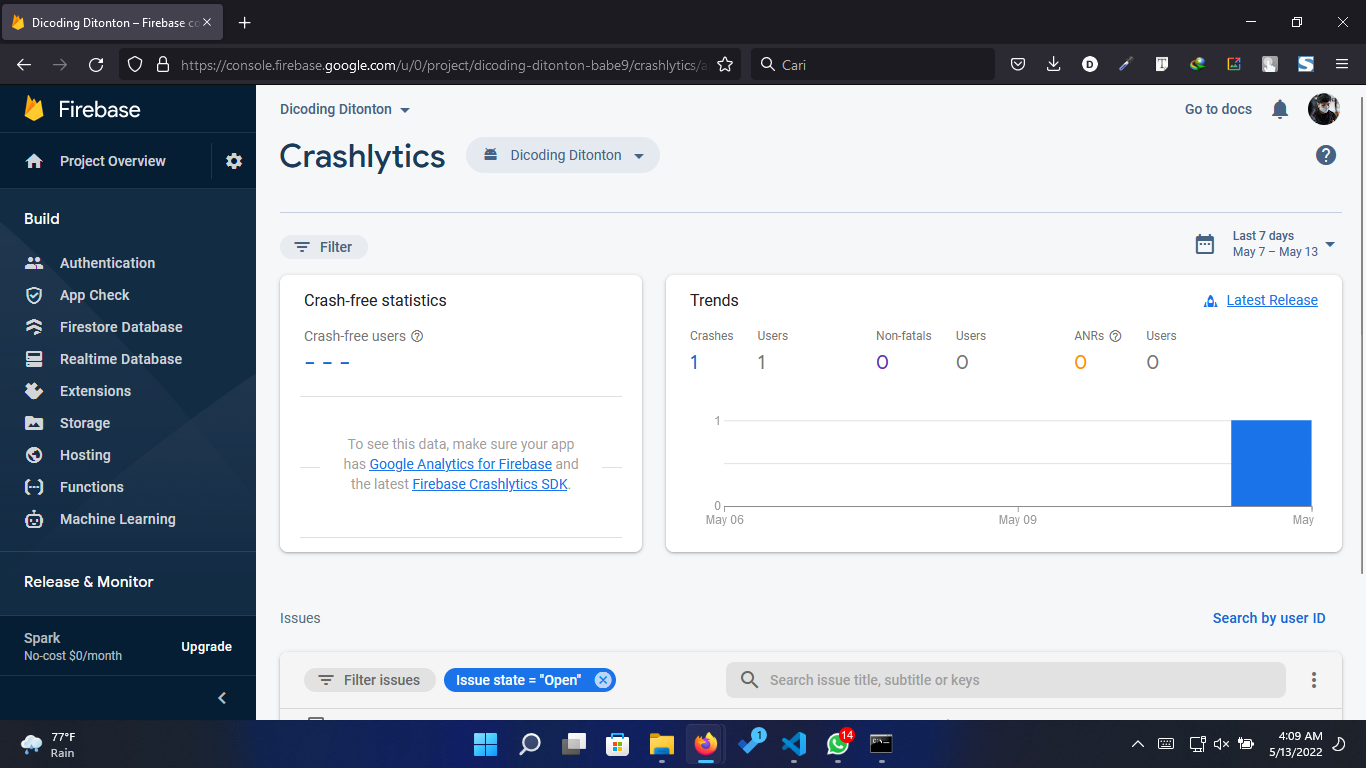 Dicoding Ditonton – Firebase co
https://console.firebase.google.com/u/0/project/dicoding-ditonton-babe9/crashlytics/a
Cari
Firebase
Project Overview
Build
Authentication
App Check
Firestore Database
Realtime Database
Extensions
Storage
Hosting
Functions
Machine Learning
Release & Monitor
Spark
No-cost $0/month
Upgrade
Dicoding Ditonton
Go to docs
Crashlytics
Dicoding Ditonton
Filter
Last 7 days
May 7 – May 13
Crash-free statistics
Crash-free users
– – –
To see this data, make sure your app
has Google Analytics for Firebase and
the latest Firebase Crashlytics SDK.
Trends
Latest Release
Crashes Users Non-fatals Users ANRs Users
1 1 0 0 0 0
1
0
May 06 May 09 May
Issues
Search by user ID
Filter issues
Issue state = "Open"
Search issue title, subtitle or keys
77°F
Rain
1
14
4:09 AM
5/13/2022